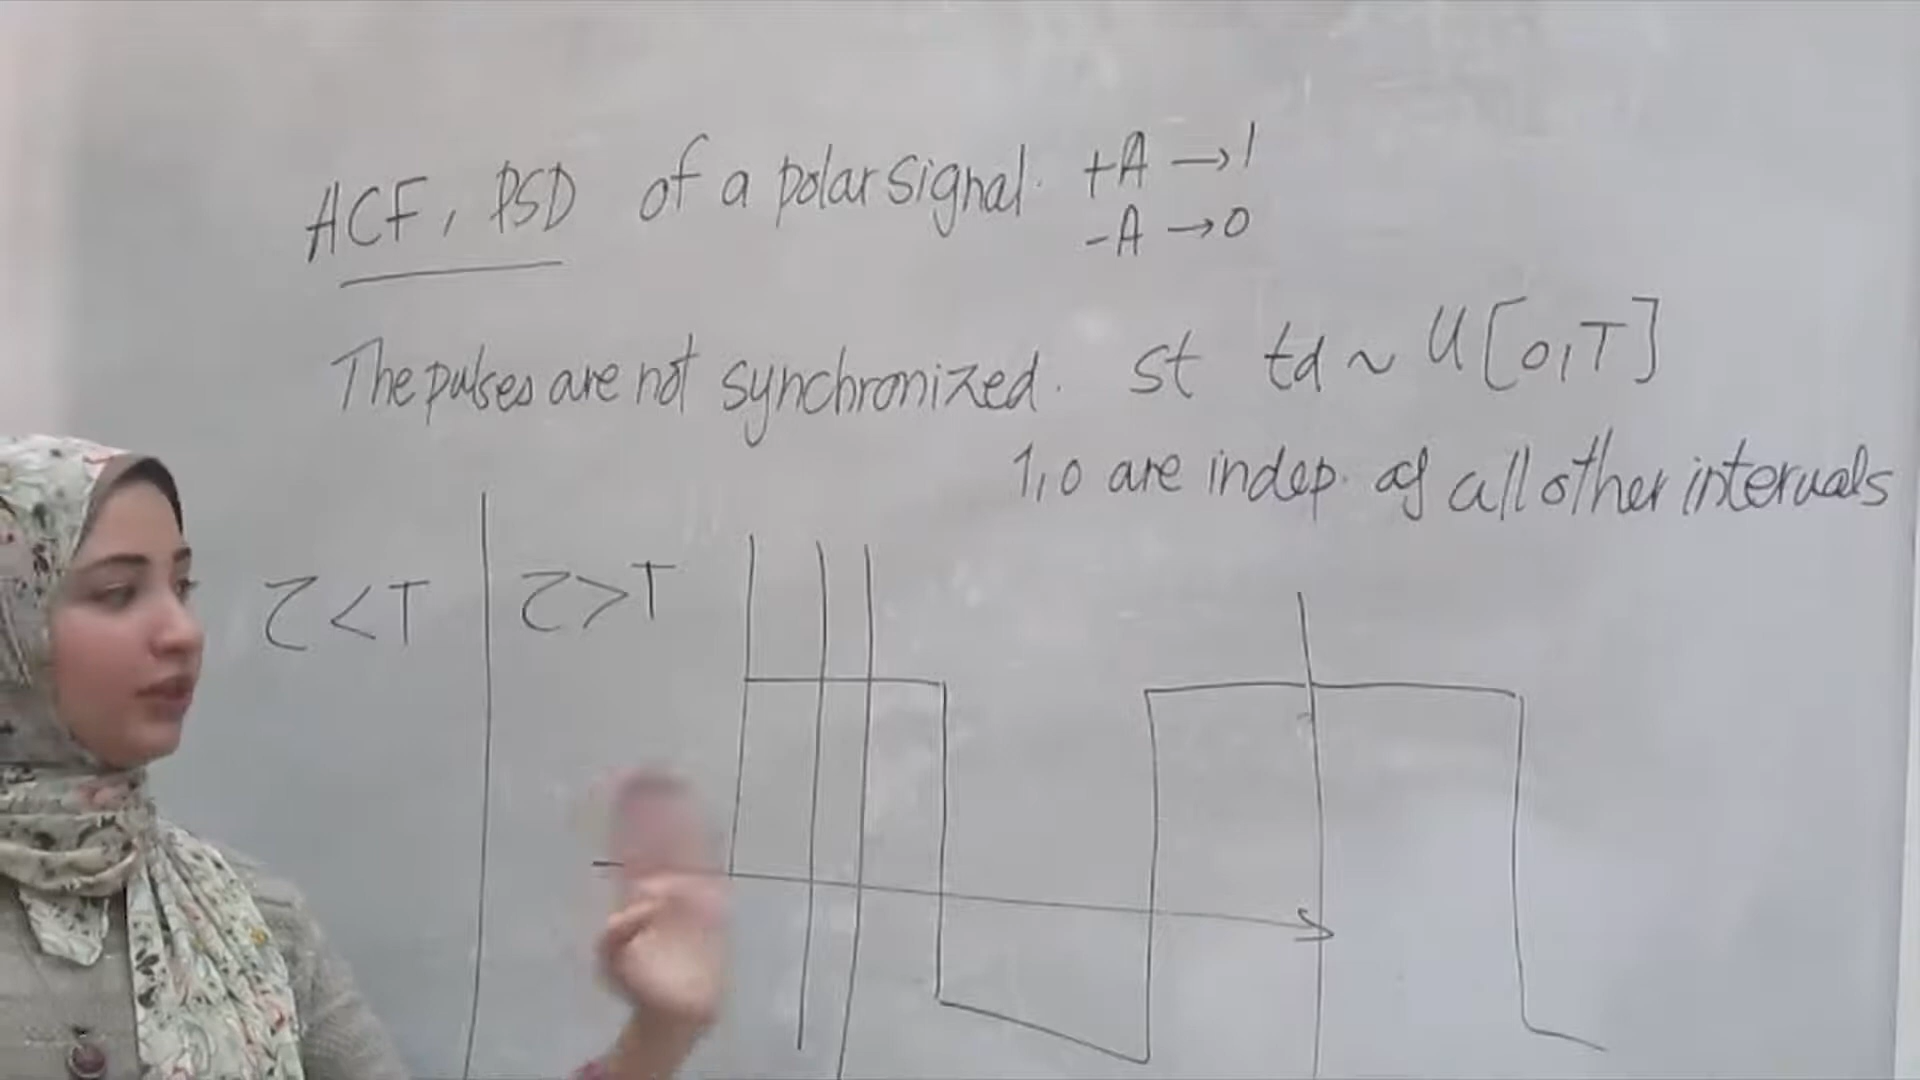 ACF, PSD of a polar signal. +A → 1
-A → 0
The pulses are not synchronized. st td ~ U[0,T]
1,0 are indep. of all other intervals
τ<T
τ>T